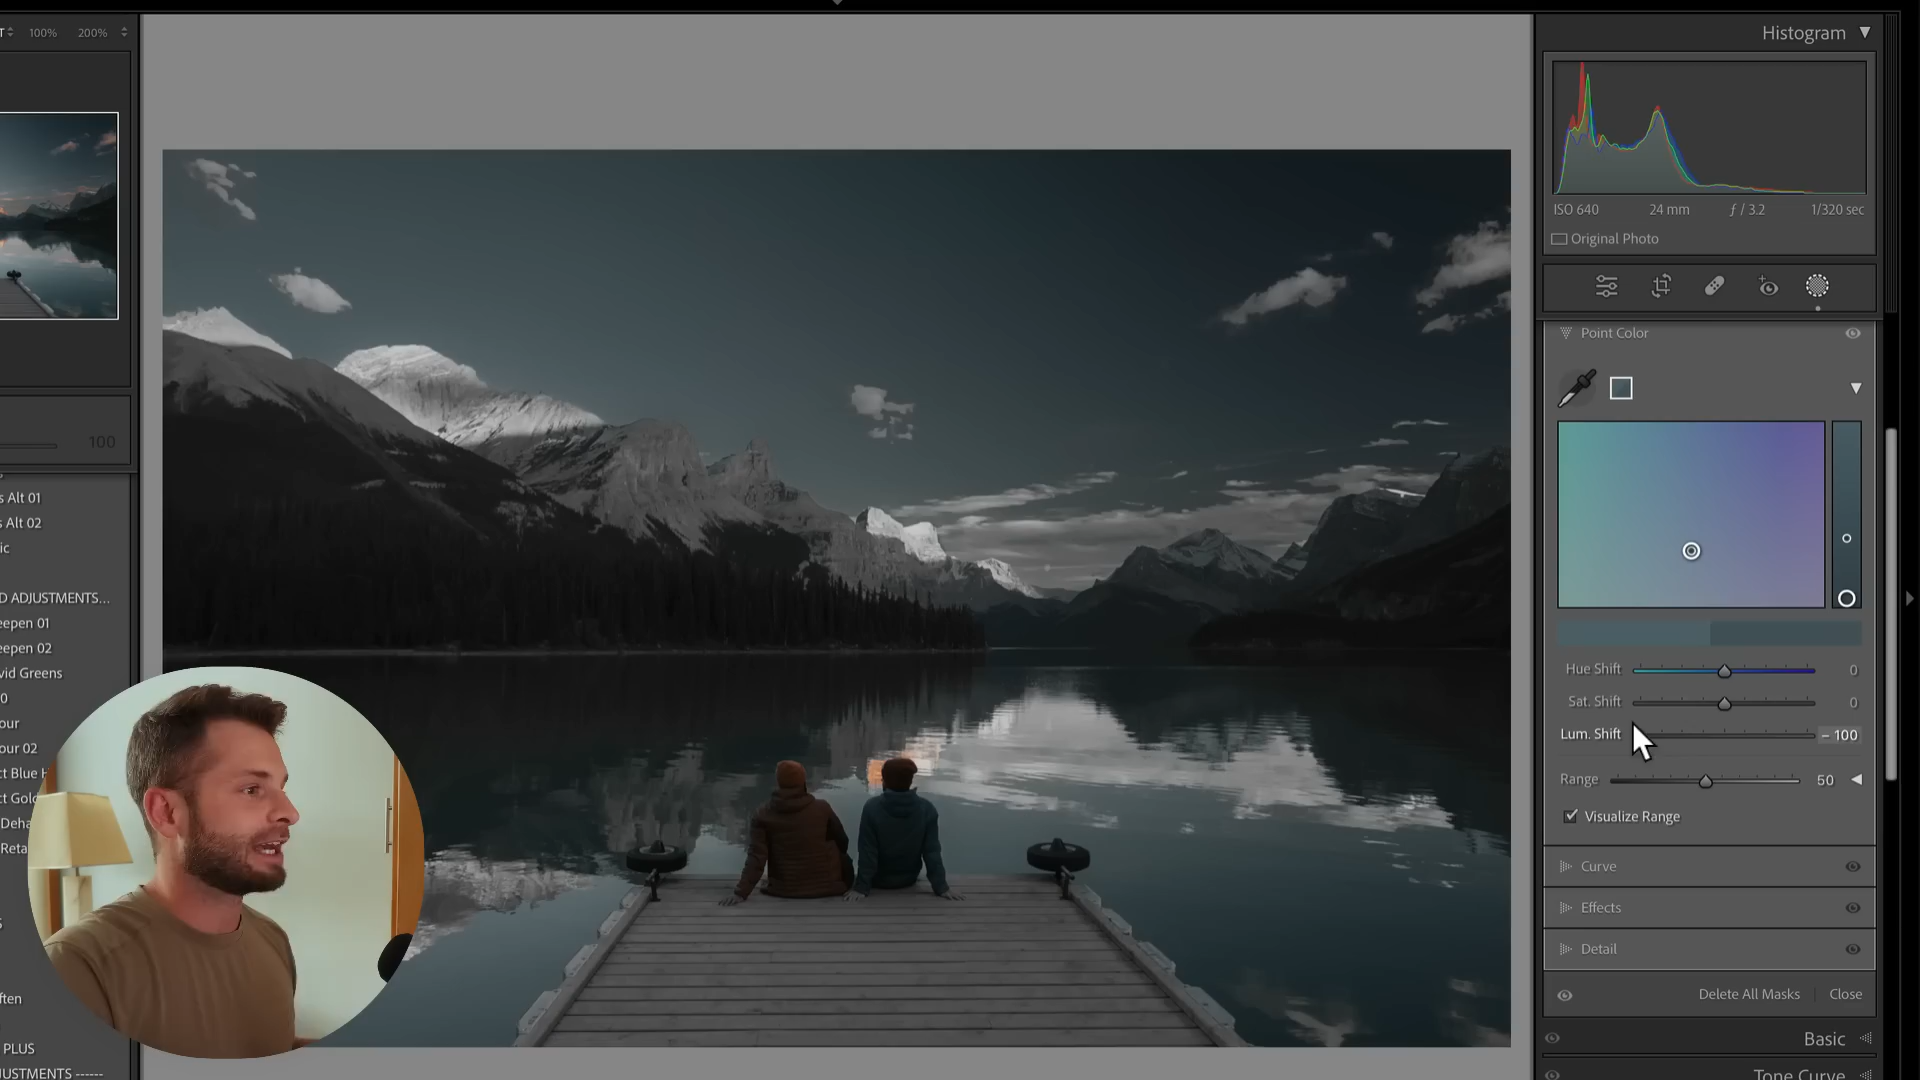 100% 200%
100
s Alt 01
s Alt 02
ic
D ADJUSTMENTS...
eepen 01
eepen 02
vid Greens
0
our
our 02
ct Blue H
ct Gold
Deha
Reta
ften
PLUS
JUSTMENTS ------
Histogram
ISO 640 24 mm ƒ / 3.2 1/320 sec
Original Photo
Point Color
Hue Shift 0
Sat. Shift 0
Lum. Shift – 100
Range 50
Visualize Range
Curve
Effects
Detail
Delete All Masks Close
Basic
Tone Curve